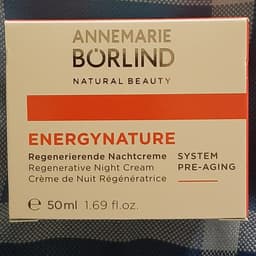 ANNEMARIE
BÖRLIND
NATURAL BEAUTY
ENERGYNATURE
Regenerierende Nachtcreme
Regenerative Night Cream
Crème de Nuit Régénératrice
SYSTEM
PRE-AGING
℮ 50ml 1.69 fl.oz.